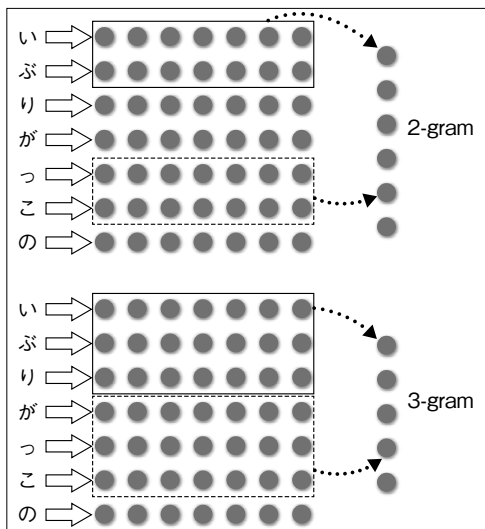 い
ぶ
り
が
っ
こ
の
2-gram
い
ぶ
り
が
っ
こ
の
3-gram